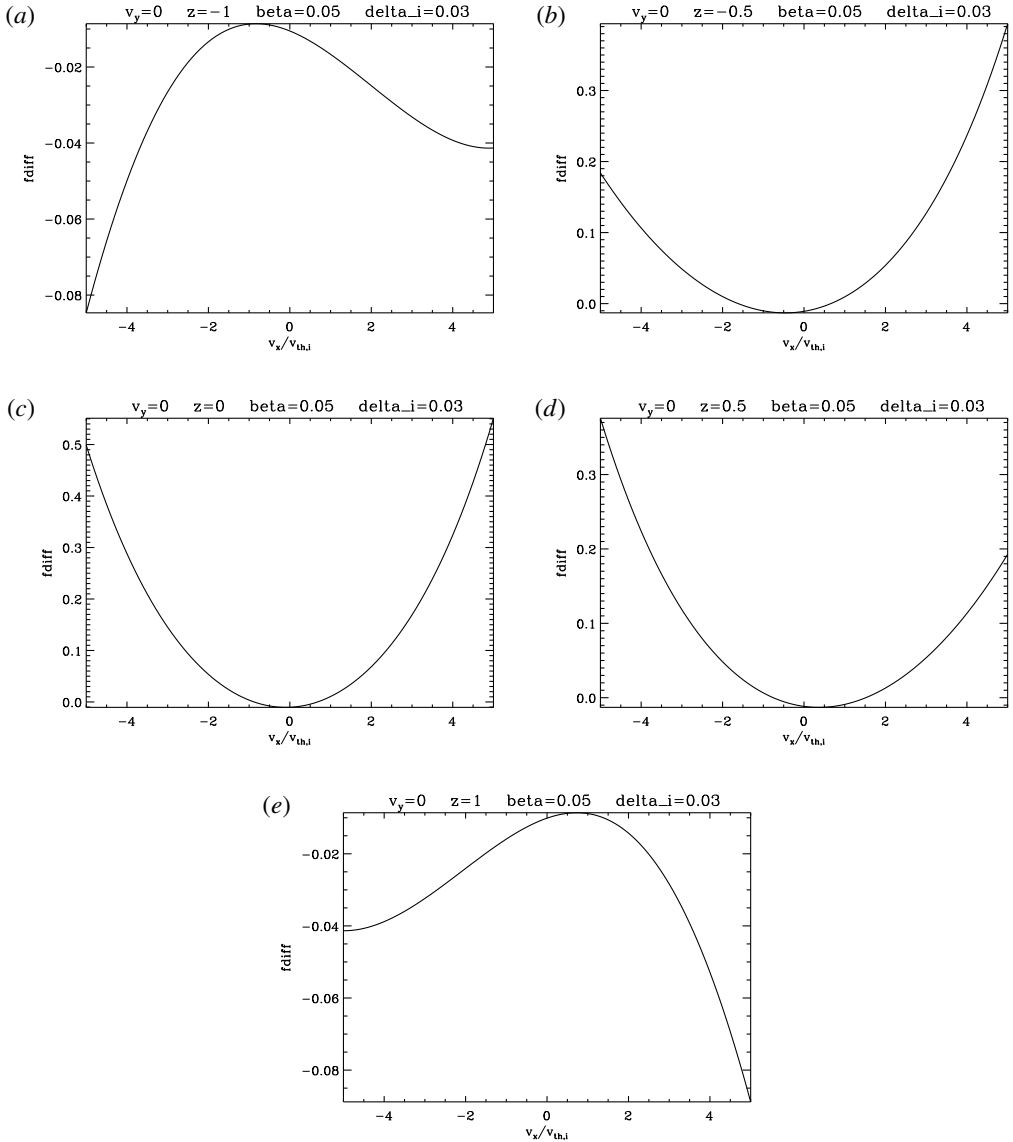 (a)
v_y=0 z=−1 beta=0.05 delta_i=0.03
−0.02
−0.04
−0.06
−0.08
fdiff
−4 −2 0 2 4
v_x/v_th,i
(b)
v_y=0 z=−0.5 beta=0.05 delta_i=0.03
0.3
0.2
0.1
0.0
fdiff
−4 −2 0 2 4
v_x/v_th,i
(c)
v_y=0 z=0 beta=0.05 delta_i=0.03
0.5
0.4
0.3
0.2
0.1
0.0
fdiff
−4 −2 0 2 4
v_x/v_th,i
(d)
v_y=0 z=0.5 beta=0.05 delta_i=0.03
0.3
0.2
0.1
0.0
fdiff
−4 −2 0 2 4
v_x/v_th,i
(e)
v_y=0 z=1 beta=0.05 delta_i=0.03
−0.02
−0.04
−0.06
−0.08
fdiff
−4 −2 0 2 4
v_x/v_th,i